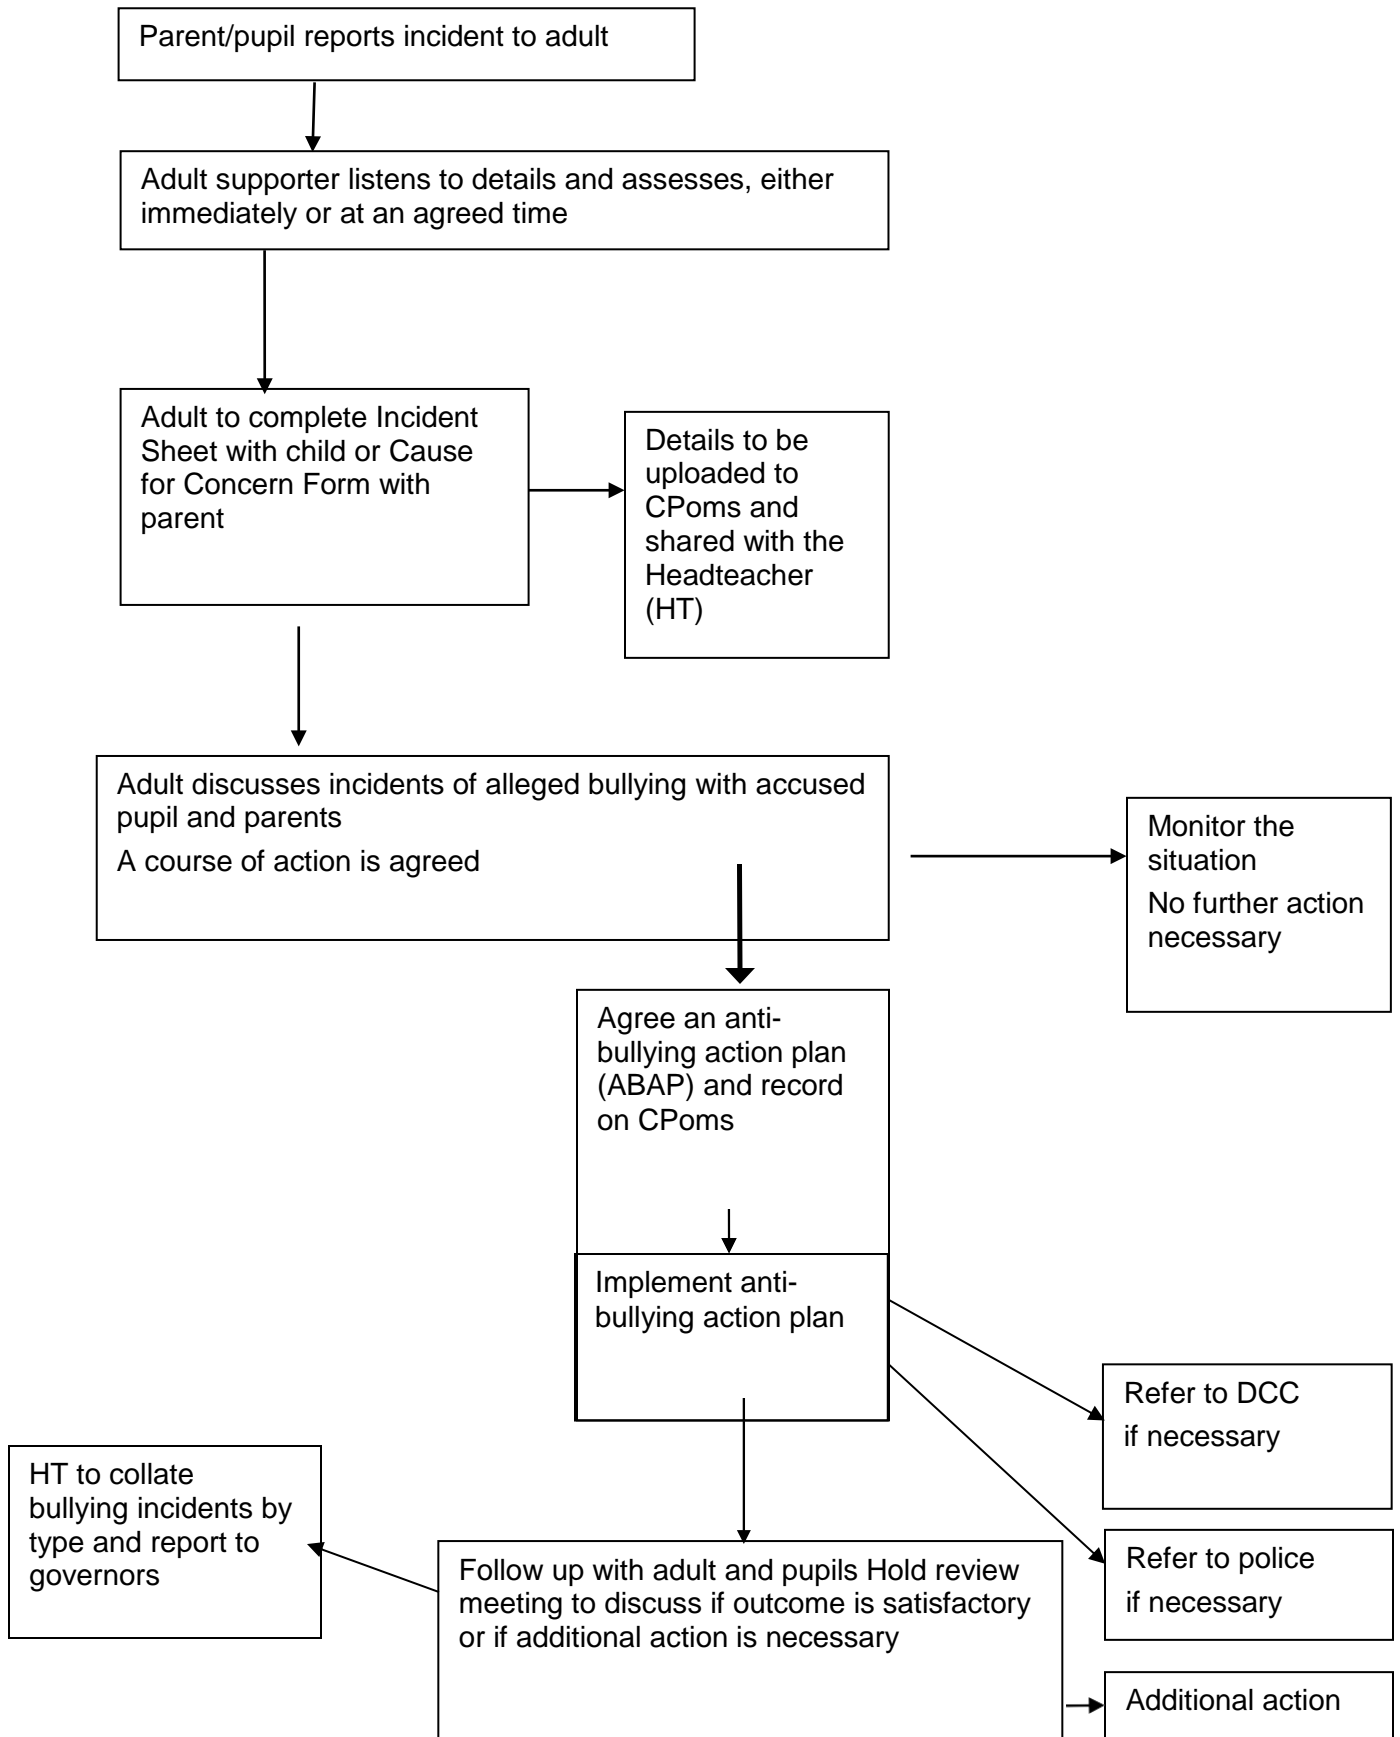 Parent/pupil reports incident to adult
Adult supporter listens to details and assesses, either
immediately or at an agreed time
Adult to complete Incident
Sheet with child or Cause
for Concern Form with
parent
Details to be
uploaded to
CPoms and
shared with the
Headteacher
(HT)
Adult discusses incidents of alleged bullying with accused
pupil and parents
A course of action is agreed
Monitor the
situation
No further action
necessary
Agree an anti-
bullying action plan
(ABAP) and record
on CPoms
Implement anti-
bullying action plan
Refer to DCC
if necessary
HT to collate
bullying incidents by
type and report to
governors
Refer to police
if necessary
Follow up with adult and pupils Hold review
meeting to discuss if outcome is satisfactory
or if additional action is necessary
Additional action